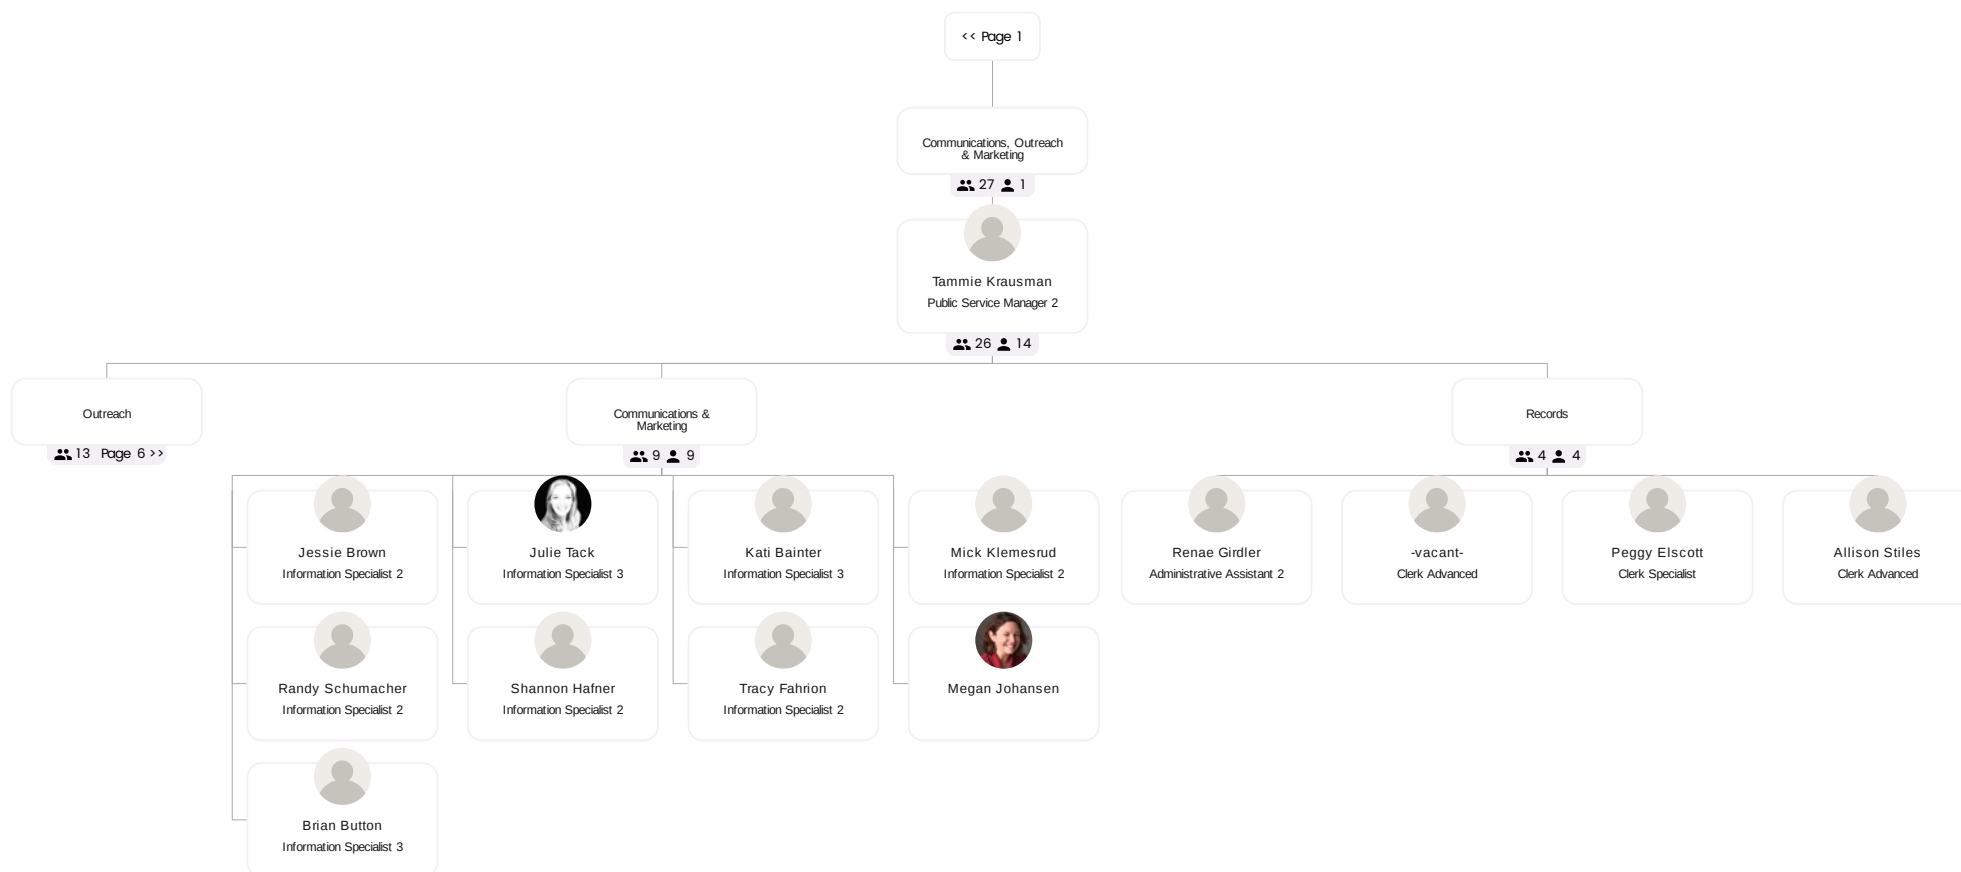 << Page 1
Communications, Outreach
& Marketing
27 1
Tammie Krausman
Public Service Manager 2
26 14
Outreach
13 Page 6 >>
Communications &
Marketing
9 9
Records
4 4
Jessie Brown
Information Specialist 2
Julie Tack
Information Specialist 3
Kati Bainter
Information Specialist 3
Mick Klemesrud
Information Specialist 2
Renae Girdler
Administrative Assistant 2
-vacant-
Clerk Advanced
Peggy Elscott
Clerk Specialist
Allison Stiles
Clerk Advanced
Randy Schumacher
Information Specialist 2
Shannon Hafner
Information Specialist 2
Tracy Fahrion
Information Specialist 2
Megan Johansen
Brian Button
Information Specialist 3